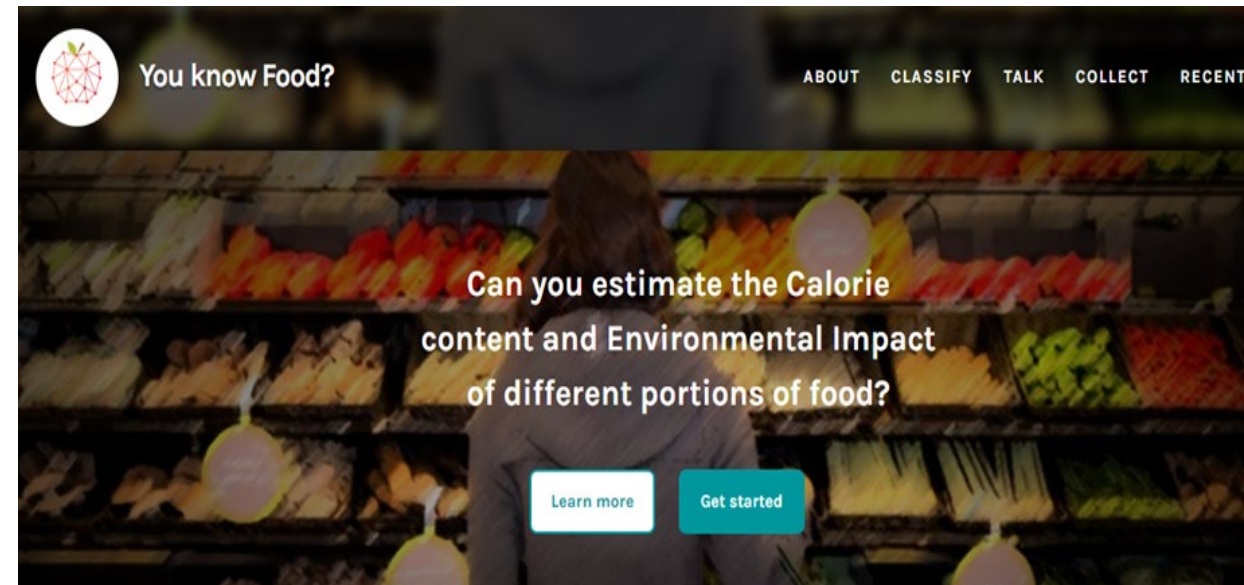 You know Food?
ABOUT CLASSIFY TALK COLLECT RECENT
Can you estimate the Calorie
content and Environmental Impact
of different portions of food?
Learn more
Get started